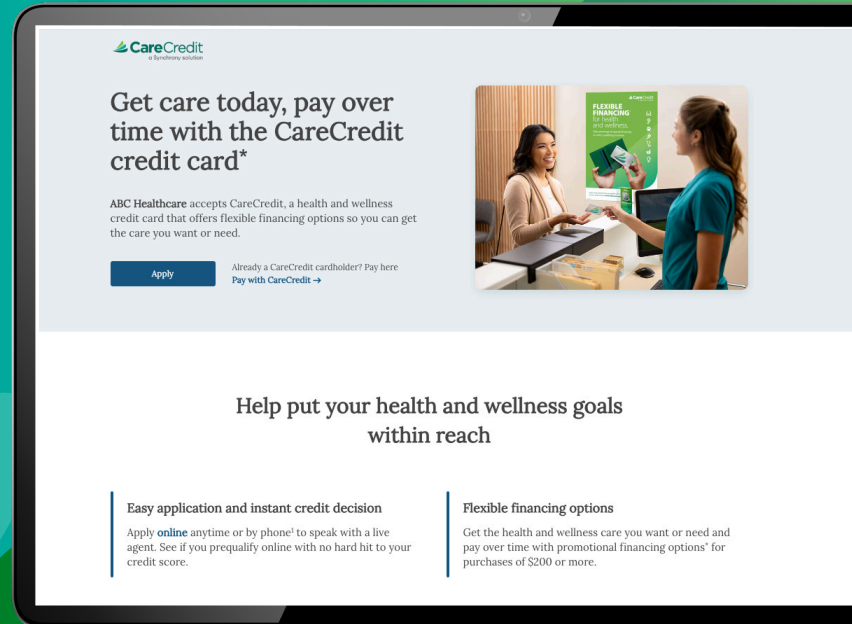 CareCredit
a Synchrony solution
Get care today, pay over
time with the CareCredit
credit card*
ABC Healthcare accepts CareCredit, a health and wellness
credit card that offers flexible financing options so you can get
the care you want or need.
Apply
Already a CareCredit cardholder? Pay here
Pay with CareCredit →
CareCredit
FLEXIBLE
FINANCING
for health
and wellness
Help put your health and wellness goals
within reach
Easy application and instant credit decision
Apply online anytime or by phone¹ to speak with a live
agent. See if you prequalify online with no hard hit to your
credit score.
Flexible financing options
Get the health and wellness care you want or need and
pay over time with promotional financing options* for
purchases of $200 or more.